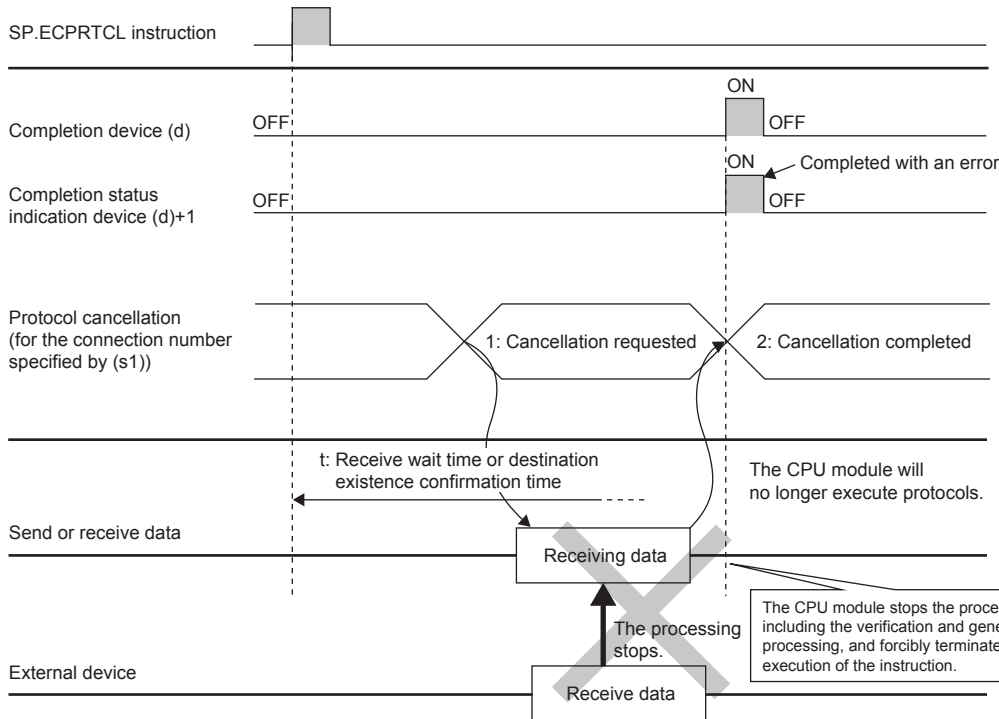 SP.ECPRTCL instruction
ON
Completion device (d)
OFF
OFF
ON
Completed with an error
Completion status
indication device (d)+1
OFF
OFF
Protocol cancellation
(for the connection number
specified by (s1))
1: Cancellation requested
2: Cancellation completed
t: Receive wait time or destination
existence confirmation time
The CPU module will
no longer execute protocols.
Send or receive data
Receiving data
The CPU module stops the
including the verification and
processing, and forcibly
execution of the instruction.
The processing
stops.
External device
Receive data